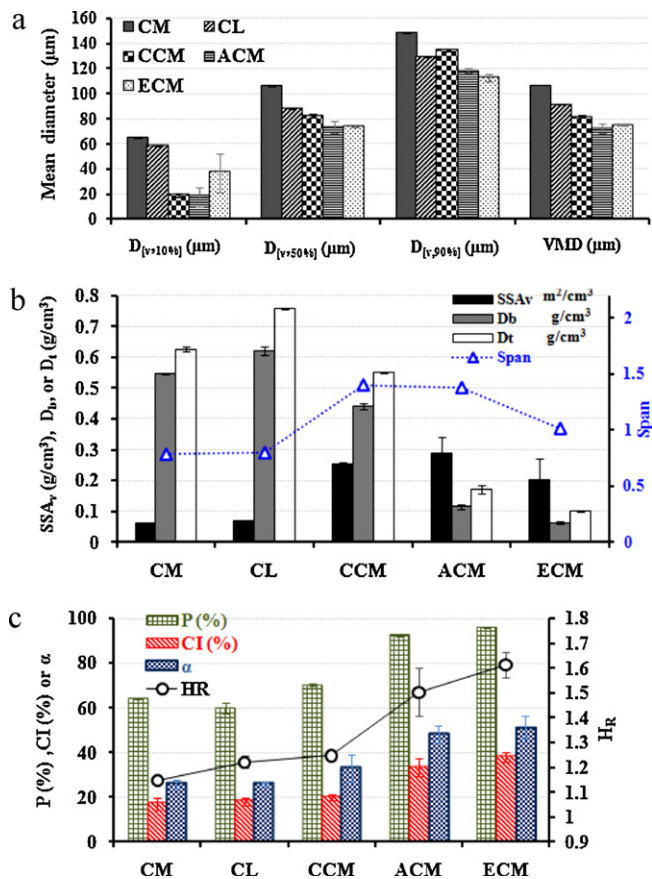 a
Mean diameter (µm)
160
140
120
100
80
60
40
20
0
CM CL
CCM ACM
ECM
D[v,10%] (µm) D[v,50%] (µm) D[v,90%] (µm) VMD (µm)
b
SSAv (g/cm³), Db, or Dt (g/cm³)
0.8
0.7
0.6
0.5
0.4
0.3
0.2
0.1
0
SSAv m²/cm³
Db g/cm³
Dt g/cm³
Span
2
1.5
1
0.5
0
Span
CM CL CCM ACM ECM
c
P (%) ,CI (%) or α
100
80
60
40
20
0
P (%)
CI (%)
α
HR
1.8
1.7
1.6
1.5
1.4
1.3
1.2
1.1
1
0.9
HR
CM CL CCM ACM ECM